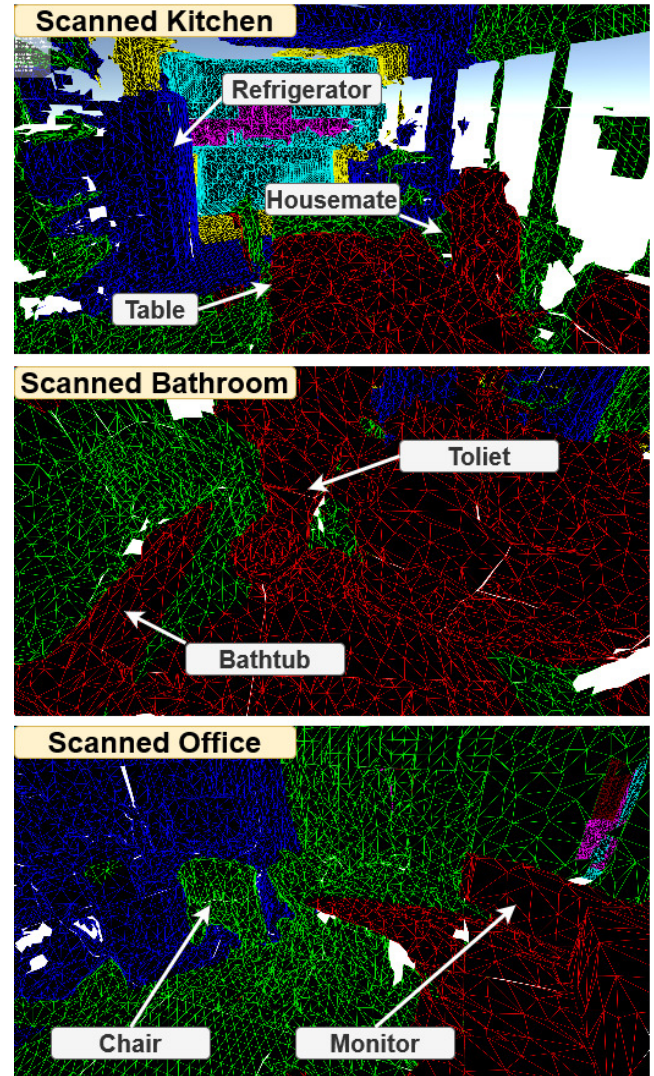 Scanned Kitchen
Refrigerator
Housemate
Table
Scanned Bathroom
Toliet
Bathtub
Scanned Office
Chair
Monitor